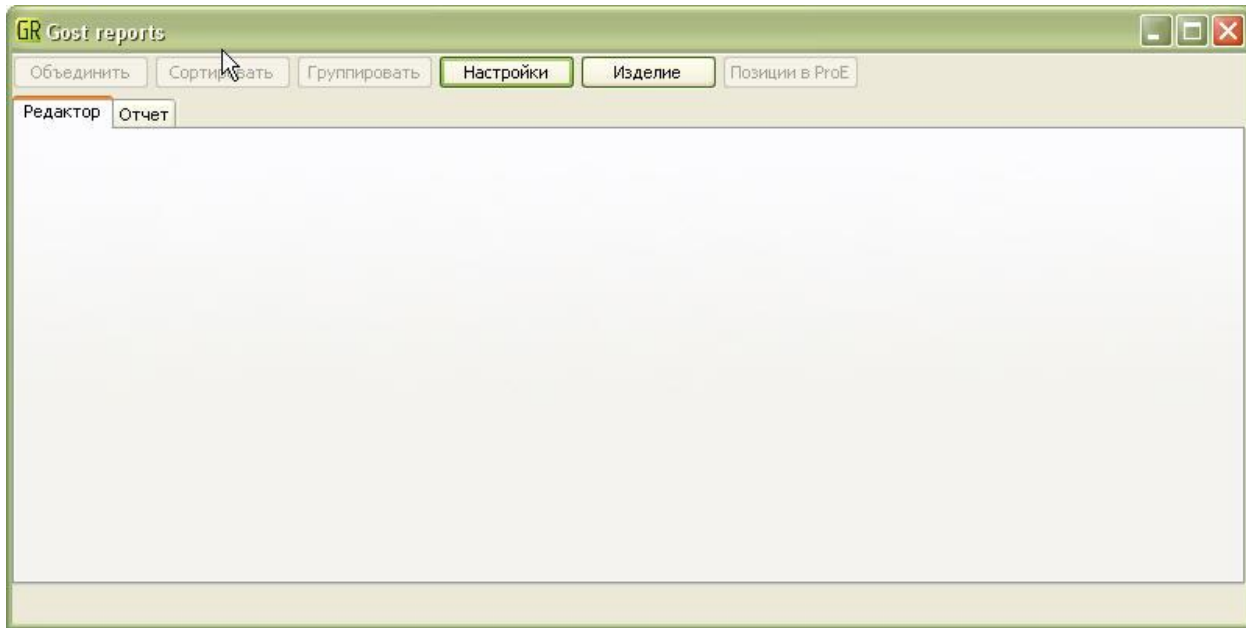 GR Gost reports
Объединить Сортировать Группировать Настройки Изделие Позиции в ProE
Редактор Отчет